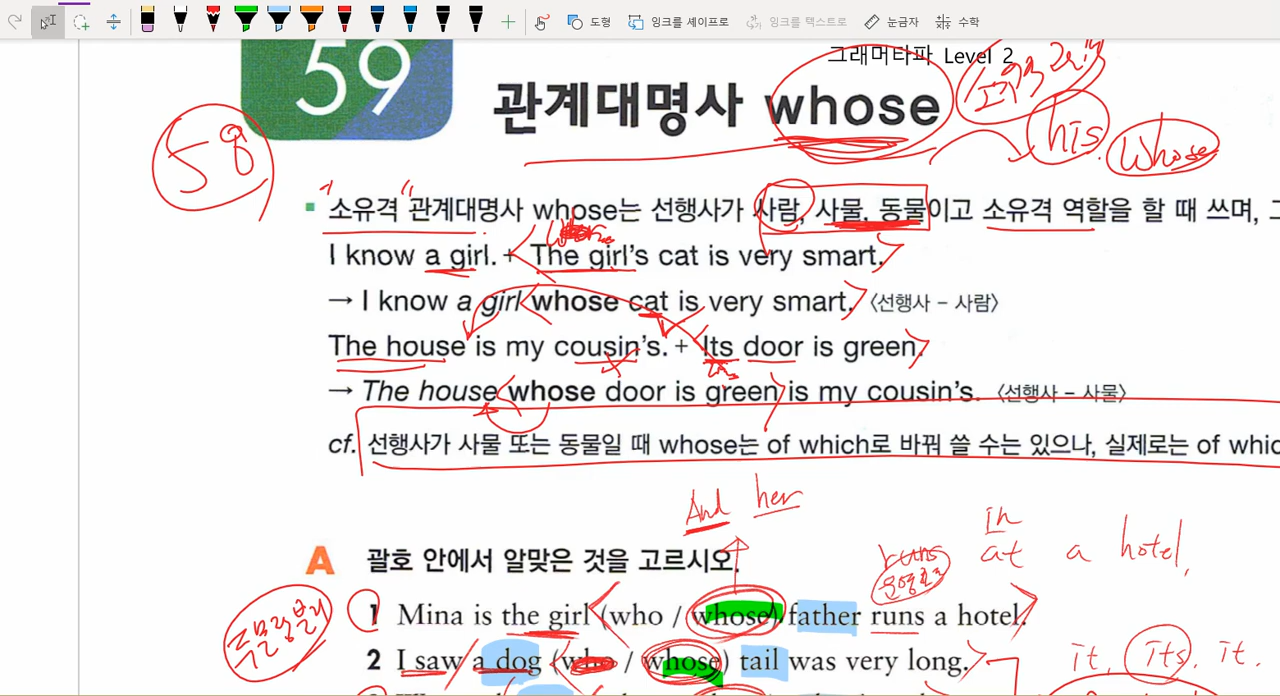 도형 잉크를 셰이프로 잉크를 텍스트로 눈금자 수학
그래머타파 Level 2
59
관계대명사 whose
소유격
his whose
58
소유격 관계대명사 whose는 선행사가 사람, 사물, 동물이고 소유격 역할을 할 때 쓰며, 그
I know a girl. + The girl's cat is very smart.
→ I know a girl whose cat is very smart. 〈선행사 – 사람〉
The house is my cousin's. + Its door is green.
→ The house whose door is green is my cousin's. 〈선행사 – 사물〉
cf. 선행사가 사물 또는 동물일 때 whose는 of which로 바꿔 쓸 수는 있으나, 실제로는 of whic
And her
in
A 괄호 안에서 알맞은 것을 고르시오.
runs at a hotel.
1 Mina is the girl (who / whose) father runs a hotel.
2 I saw a dog (who / whose) tail was very long.
it, its, it.